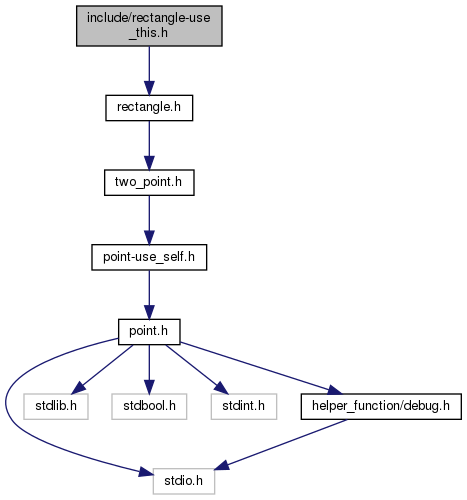 include/rectangle-use
_this.h
rectangle.h
two_point.h
point-use_self.h
point.h
stdlib.h
stdbool.h
stdint.h
helper_function/debug.h
stdio.h